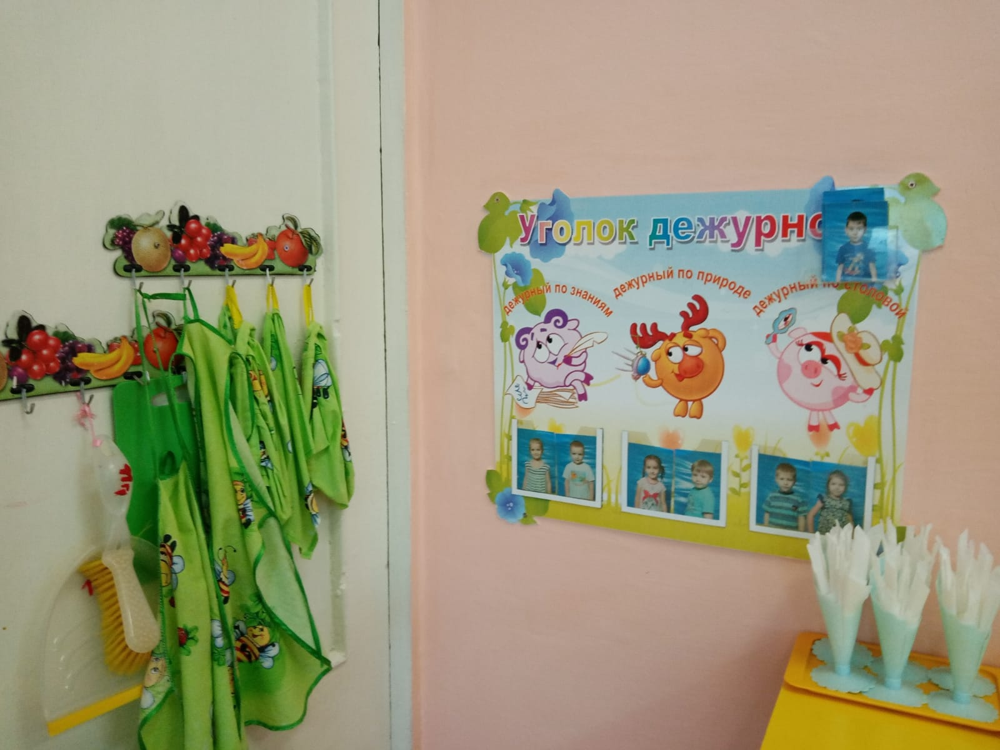 Уголок дежурно
дежурный по знаниям
дежурный по природе
дежурный по столовой